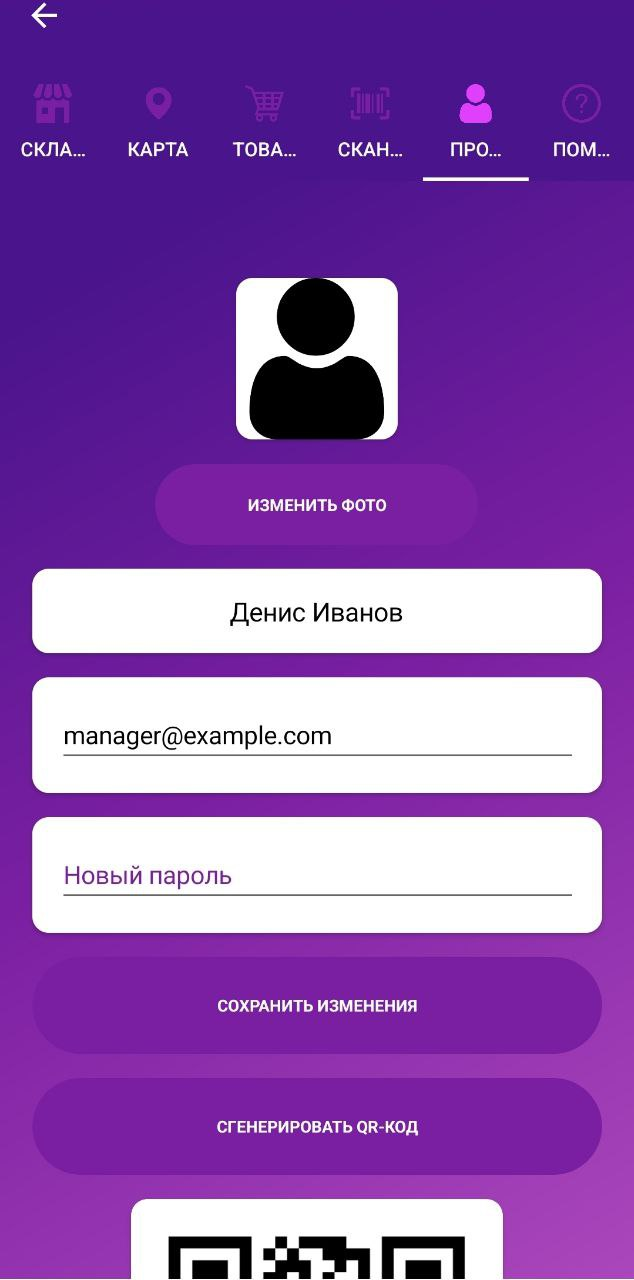 СКЛА...
КАРТА
ТОВА...
СКАН...
ПРО...
ПОМ...
ИЗМЕНИТЬ ФОТО
Денис Иванов
manager@example.com
Новый пароль
СОХРАНИТЬ ИЗМЕНЕНИЯ
СГЕНЕРИРОВАТЬ QR-КОД